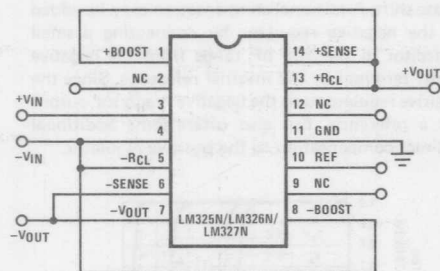 +BOOST 1
NC 2
3
4
-RCL 5
-SENSE 6
-VOUT 7
14 +SENSE
13 +RCL
12 NC
11 GND
10 REF
9 NC
8 -BOOST
LM325N/LM326N/
LM327N
+VIN
-VIN
-VOUT
+VOUT